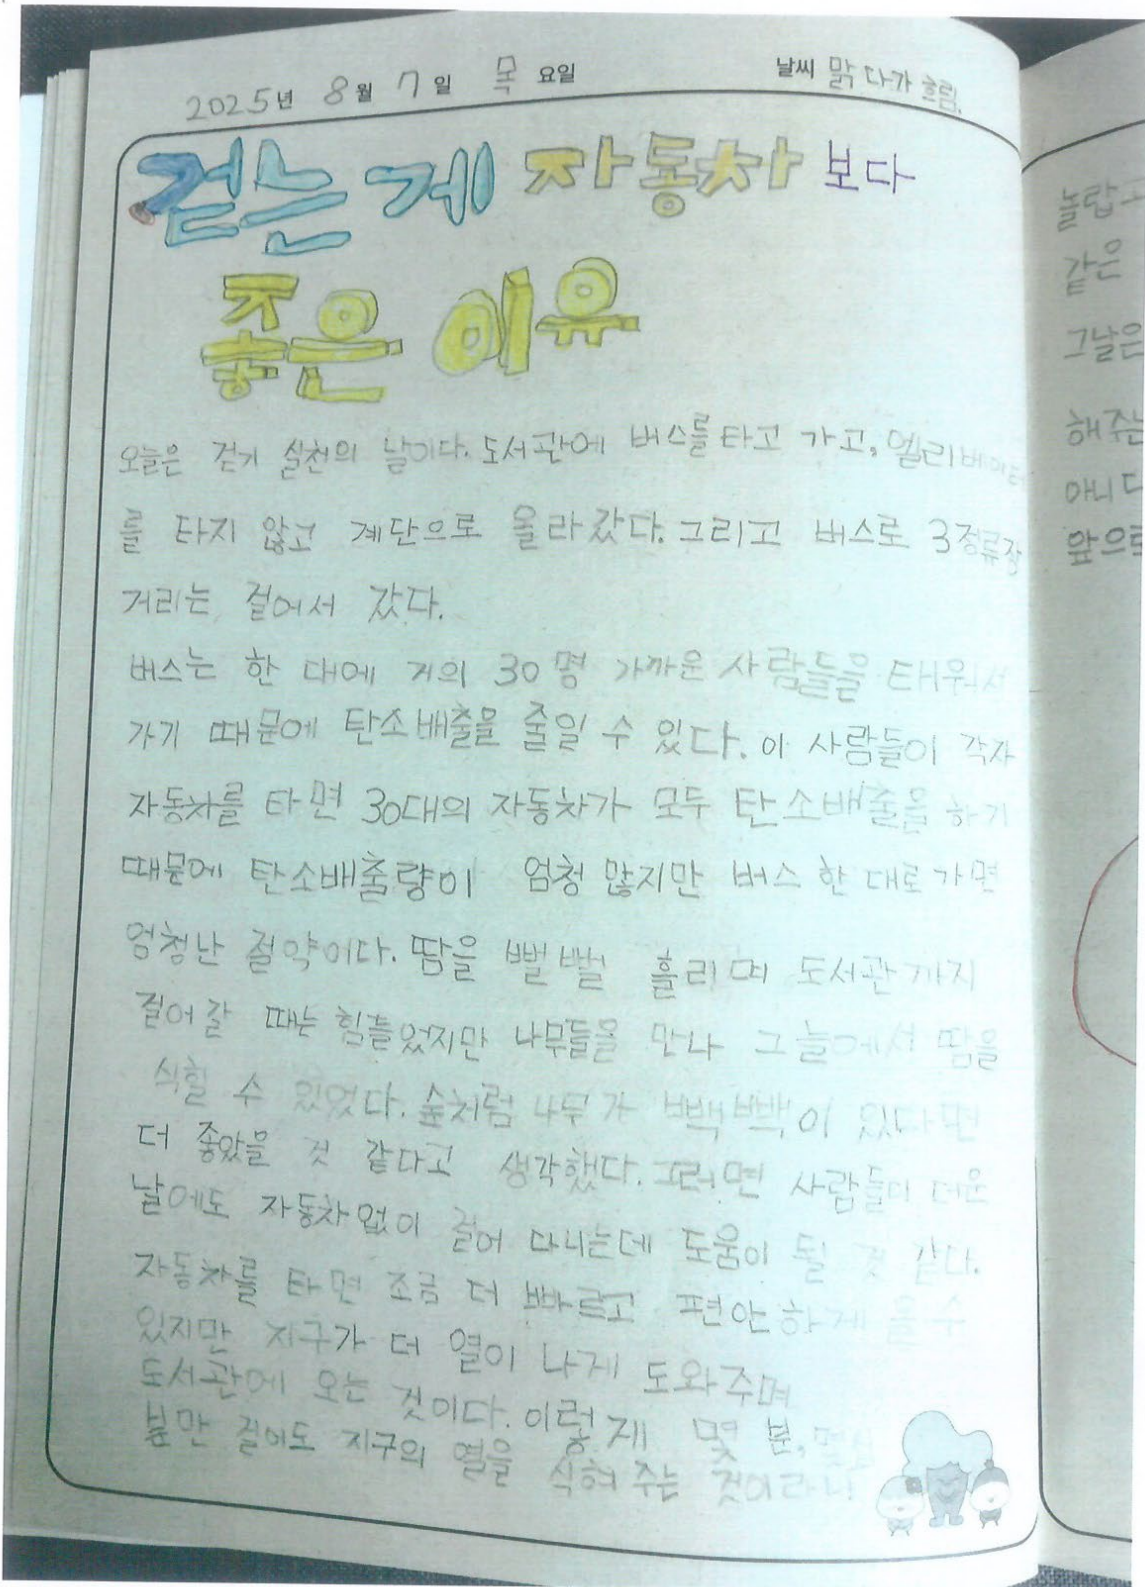 2025년 8월 7일 목요일 날씨 맑다가 흐림.
걷는 게 자동차 보다
좋은 이유
오늘은 걷기 실천의 날이다. 도서관에 버스를 타고 가고, 엘리베이터
를 타지 않고 계단으로 올라갔다. 그리고 버스로 3정류장
거리는 걸어서 갔다.
버스는 한 대에 거의 30명 가까운 사람들을 태워서
가기 때문에 탄소배출을 줄일 수 있다. 이 사람들이 각자
자동차를 타면 30대의 자동차가 모두 탄소배출을 하기
때문에 탄소배출량이 엄청 많지만 버스 한 대로 가면
엄청난 절약이다. 땀을 뻘뻘 흘리며 도서관까지
걸어갈 때는 힘들었지만 나무들을 만나 그늘에서 땀을
식힐 수 있었다. 숲처럼 나무가 빽빽이 있다면
더 좋았을 것 같다고 생각했다. 그러면 사람들이 더운
날에도 자동차없이 걸어 다니는데 도움이 될 것 같다.
자동차를 타면 조금 더 빠르고 편안하게 올수
있지만 지구가 더 열이 나게 도와주며
도서관에 오는 것이다. 이렇게 몇 분,
걸어도 지구의 열을 식혀 주는 것이라니
놀랍고
같은
그날은
해주는
아니다
앞으로